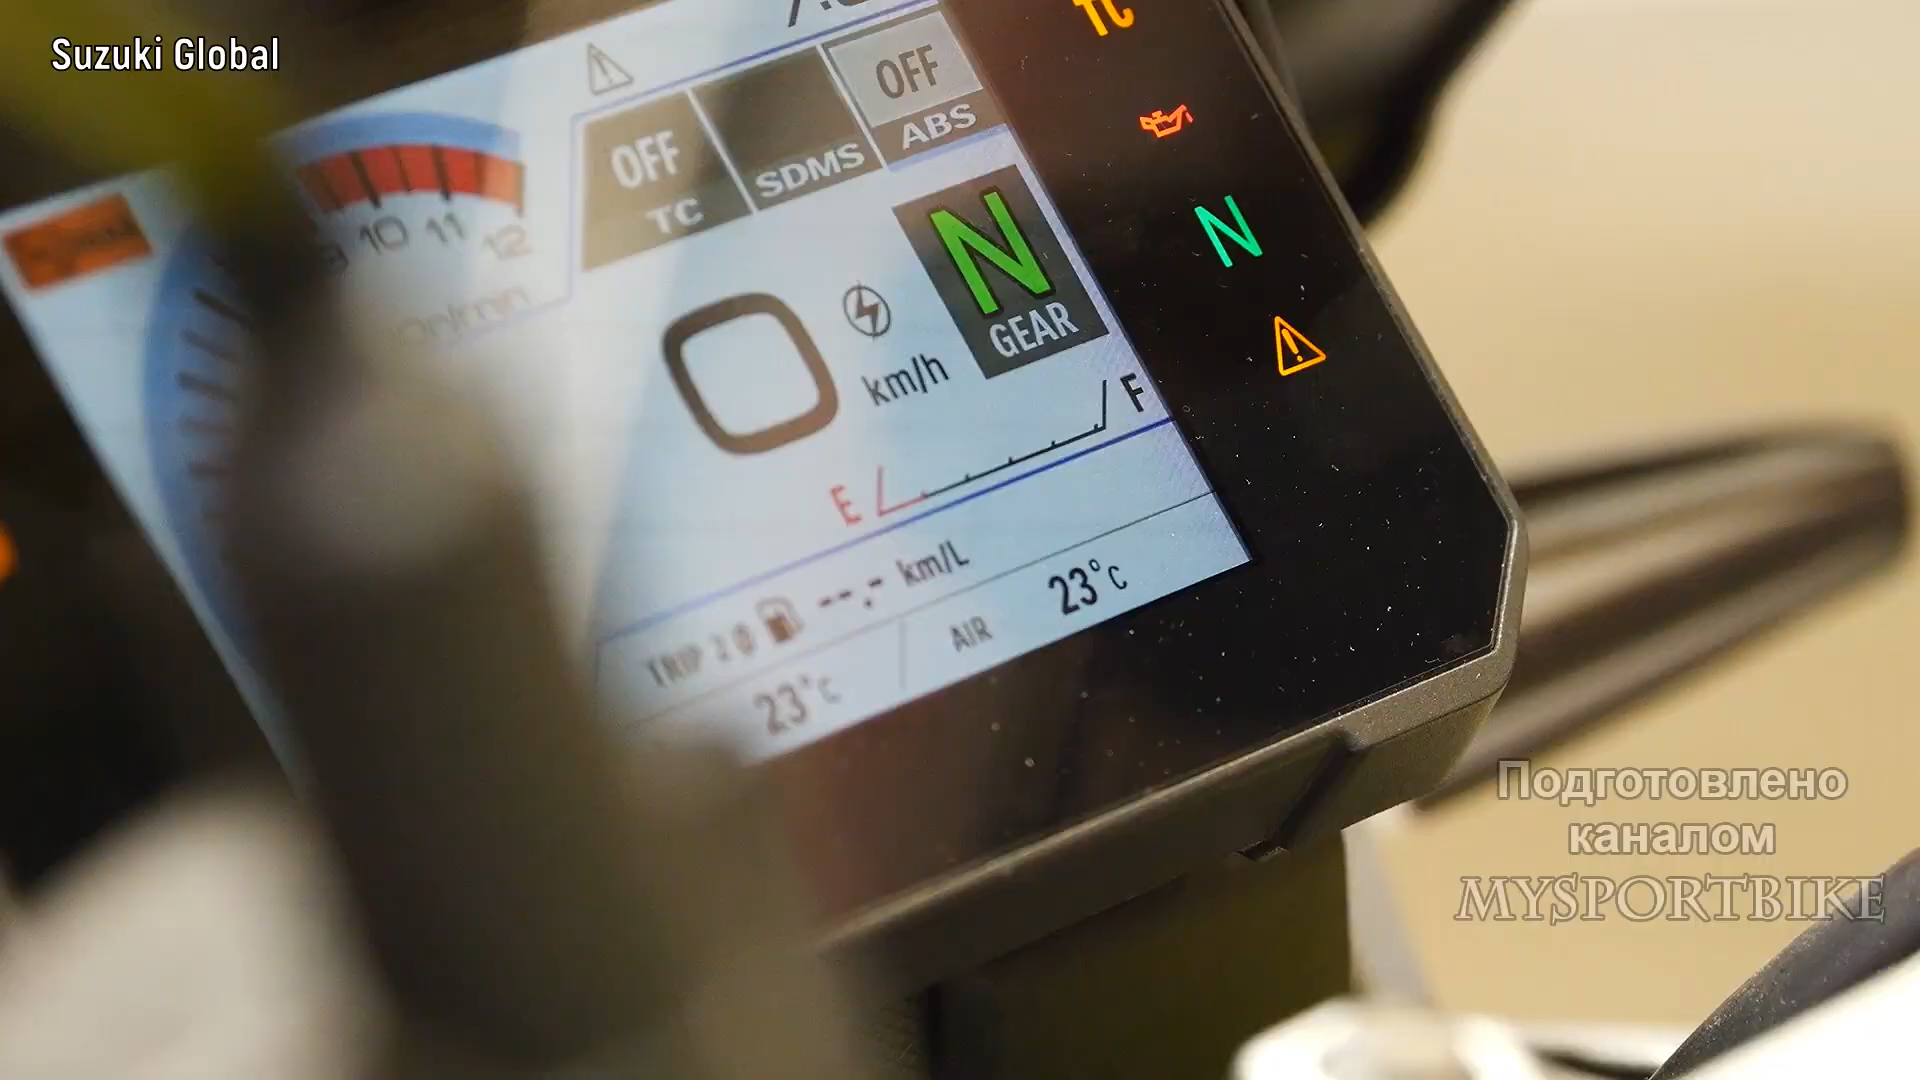 Suzuki Global
OFF
TC
SDMS
OFF
ABS
10 11 12
0
km/h
N
GEAR
N
E
F
TRIP
--.- km/L
23°C
AIR
23°C
Подготовлено
каналом
MYSPORTBIKE